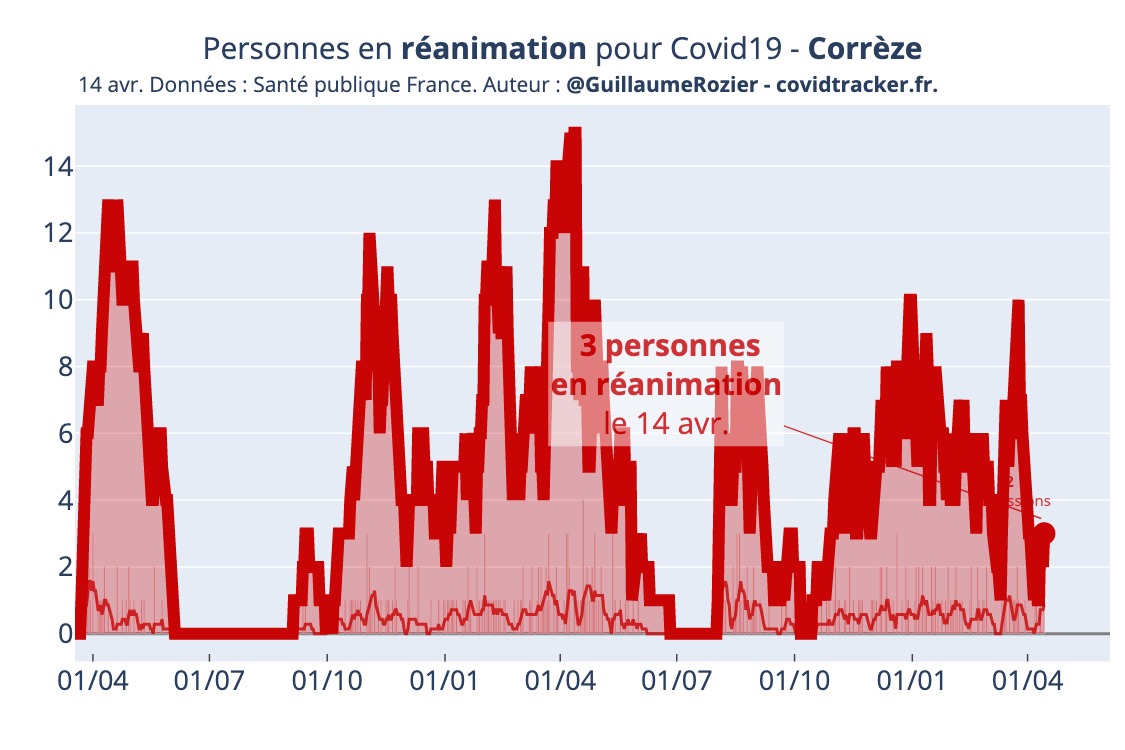 Personnes en réanimation pour Covid19 - Corrèze
14 avr. Données : Santé publique France. Auteur : @GuillaumeRozier - covidtracker.fr.
14
12
10
8
6
4
2
0
3 personnes
en réanimation
le 14 avr.
2
01/04 01/07 01/10 01/01 01/04 01/07 01/10 01/01 01/04